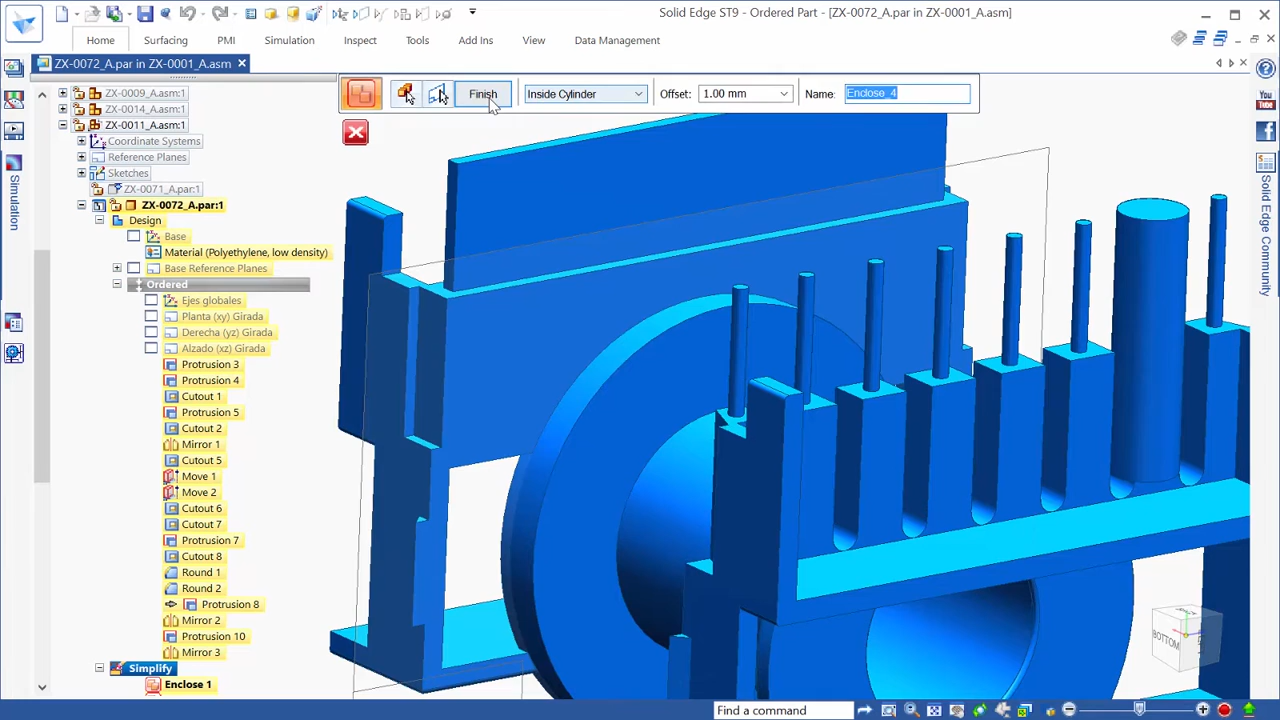 Solid Edge ST9 - Ordered Part - [ZX-0072_A.par in ZX-0001_A.asm]
Home
Surfacing
PMI
Simulation
Inspect
Tools
Add Ins
View
Data Management
ZX-0072_A.par in ZX-0001_A.asm
Finish
Inside Cylinder
Offset:
1.00 mm
Name:
Enclose_4
ZX-0009_A.asm:1
ZX-0014_A.asm:1
ZX-0011_A.asm:1
Coordinate Systems
Reference Planes
Sketches
ZX-0071_A.par:1
ZX-0072_A.par:1
Design
Base
Material (Polyethylene, low density)
Base Reference Planes
Ordered
Ejes globales
Planta (xy) Girada
Derecha (yz) Girada
Alzado (xz) Girada
Protrusion 3
Protrusion 4
Cutout 1
Protrusion 5
Cutout 2
Mirror 1
Cutout 5
Move 1
Move 2
Cutout 6
Cutout 7
Protrusion 7
Cutout 8
Round 1
Round 2
Protrusion 8
Mirror 2
Protrusion 10
Mirror 3
Simplify
Enclose 1
Simulation
You Tube
Solid Edge Community
BOTTOM
Find a command